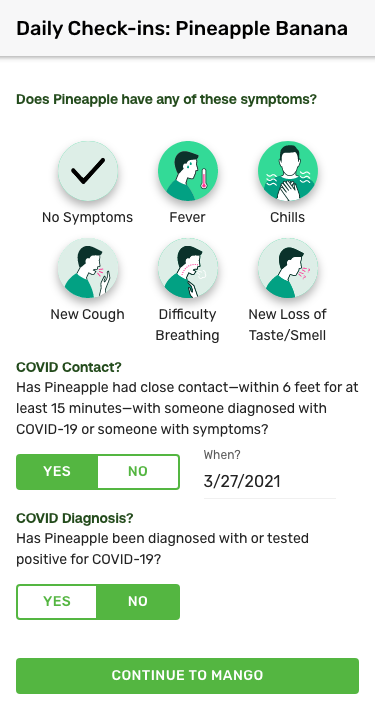 Daily Check-ins: Pineapple Banana
Does Pineapple have any of these symptoms?
No Symptoms
Fever
Chills
New Cough
Difficulty
Breathing
New Loss of
Taste/Smell
COVID Contact?
Has Pineapple had close contact—within 6 feet for at
least 15 minutes—with someone diagnosed with
COVID-19 or someone with symptoms?
YES
NO
When?
3/27/2021
COVID Diagnosis?
Has Pineapple been diagnosed with or tested
positive for COVID-19?
YES
NO
CONTINUE TO MANGO